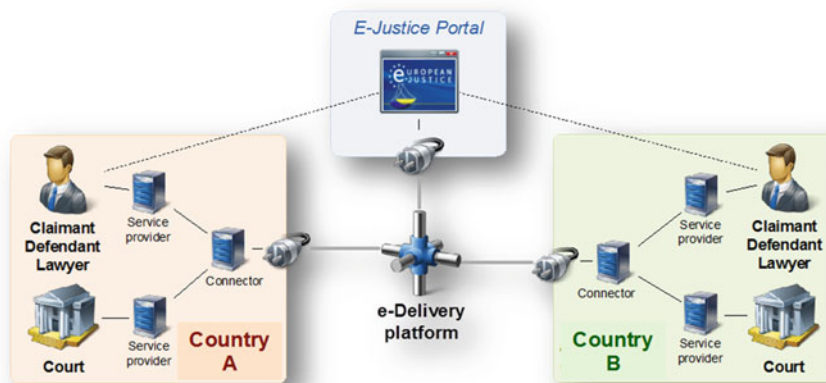 E-Justice Portal
EUROPEAN
JUSTICE
Claimant
Defendant
Lawyer
Service
provider
Connector
Court
Service
provider
Country
A
e-Delivery
platform
Connector
Service
provider
Claimant
Defendant
Lawyer
Service
provider
Court
Country
B